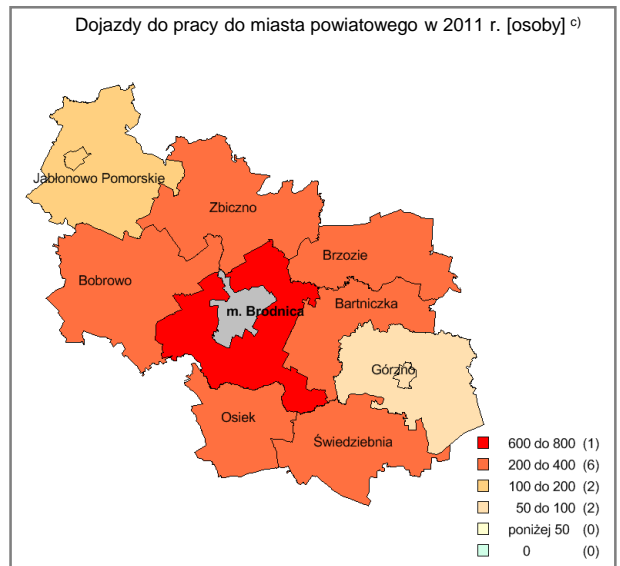 Dojazdy do pracy do miasta powiatowego w 2011 r. [osoby] c)
Jabłonowo Pomorskie
Zbiczno
Brzozie
Bobrowo
Bartniczka
m. Brodnica
Górzno
Osiek
Świedziebnia
600 do 800 (1)
200 do 400 (6)
100 do 200 (2)
50 do 100 (2)
poniżej 50 (0)
0 (0)